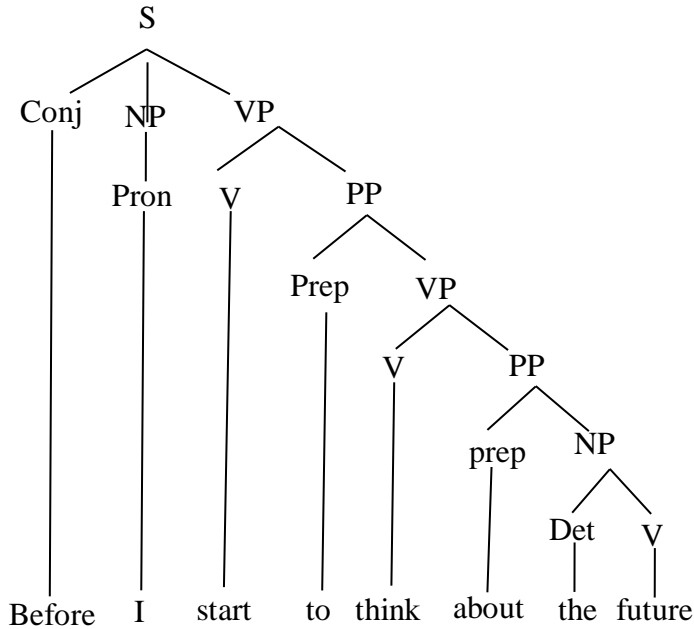 S
Conj NP VP
Pron V PP
Prep VP
V PP
prep NP
Det V
Before I start to think about the future